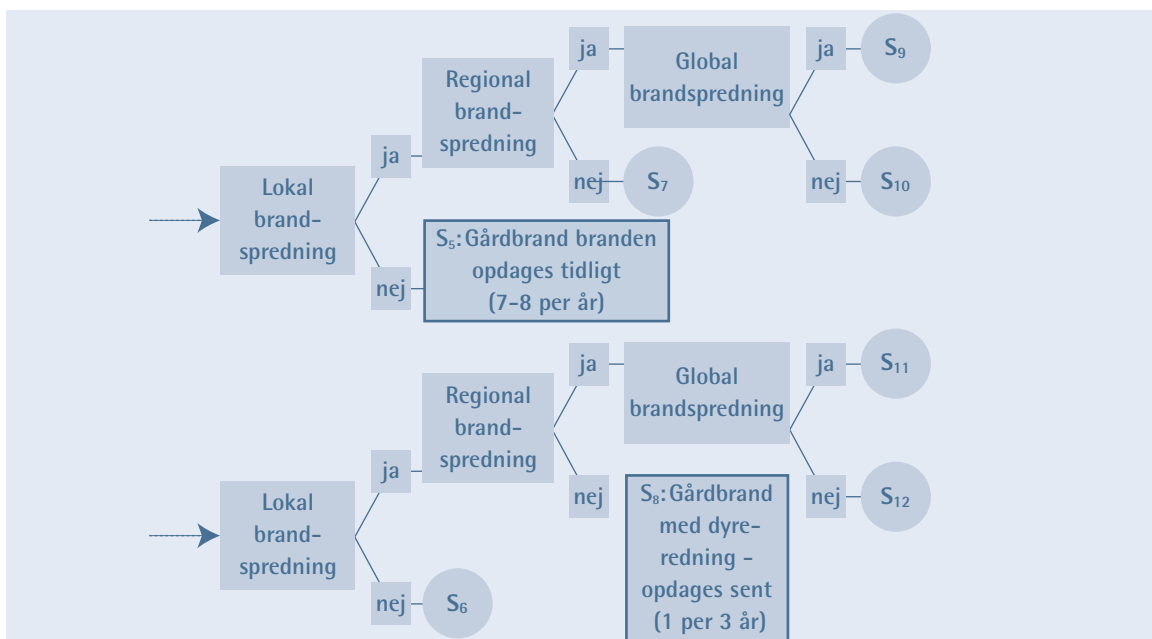 ja
Global
brandspredning
ja
S₉
Regional
brand-
spredning
ja
nej
S₇
nej
S₁₀
Lokal
brand-
spredning
nej
S₅: Gårdbrand branden
opdages tidligt
(7-8 per år)
ja
Global
brandspredning
ja
S₁₁
Regional
brand-
spredning
ja
nej
S₈: Gårdbrand
med dyre-
redning -
opdages sent
(1 per 3 år)
nej
S₁₂
Lokal
brand-
spredning
nej
S₆